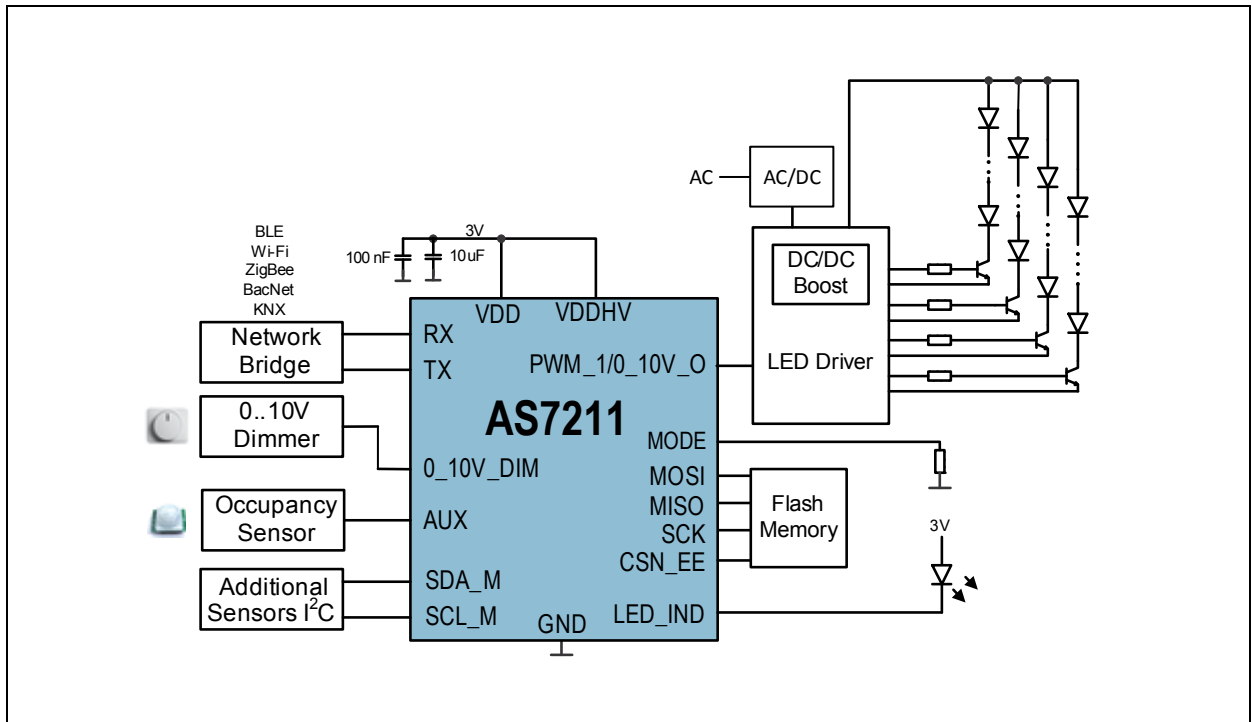 BLE
Wi-Fi
ZigBee
BacNet
KNX
Network
Bridge
0..10V
Dimmer
Occupancy
Sensor
Additional
Sensors I²C
100 nF
10uF
3V
VDD
VDDHV
RX
TX
PWM_1/0_10V_O
AS7211
MODE
0_10V_DIM
MOSI
MISO
AUX
SCK
CSN_EE
SDA_M
SCL_M
GND
LED_IND
AC
AC/DC
DC/DC
Boost
LED Driver
Flash
Memory
3V